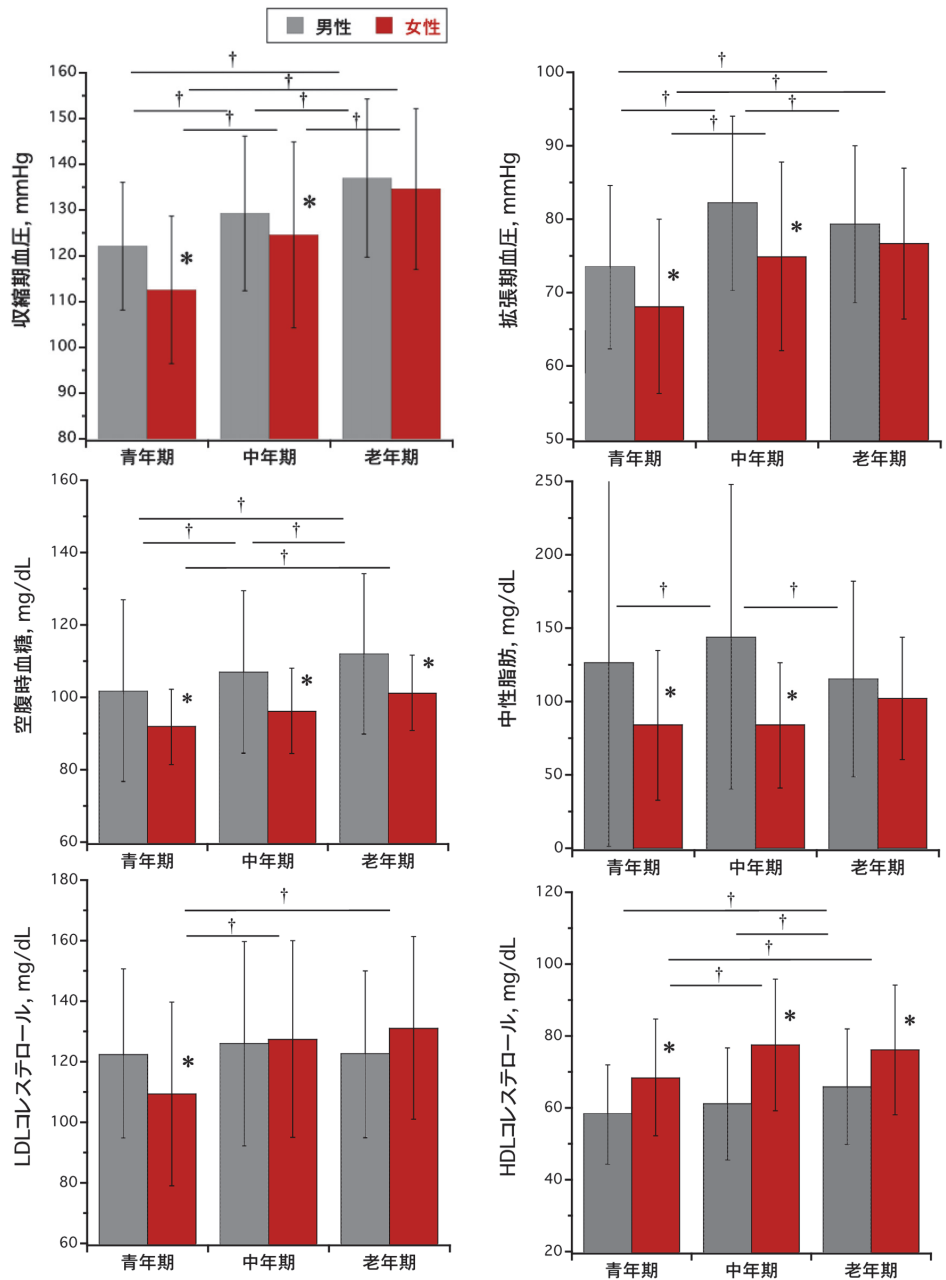 男性 女性
収縮期血圧, mmHg
160
150
140
130
120
110
100
90
80
† † † † † †
* *
青年期 中年期 老年期
拡張期血圧, mmHg
100
90
80
70
60
50
† † † † †
* *
青年期 中年期 老年期
空腹時血糖, mg/dL
160
140
120
100
80
60
† † † †
* * *
青年期 中年期 老年期
中性脂肪, mg/dL
250
200
150
100
50
0
† †
* *
青年期 中年期 老年期
LDLコレステロール, mg/dL
180
160
140
120
100
80
60
† †
*
青年期 中年期 老年期
HDLコレステロール, mg/dL
120
100
80
60
40
20
† † † †
* * *
青年期 中年期 老年期